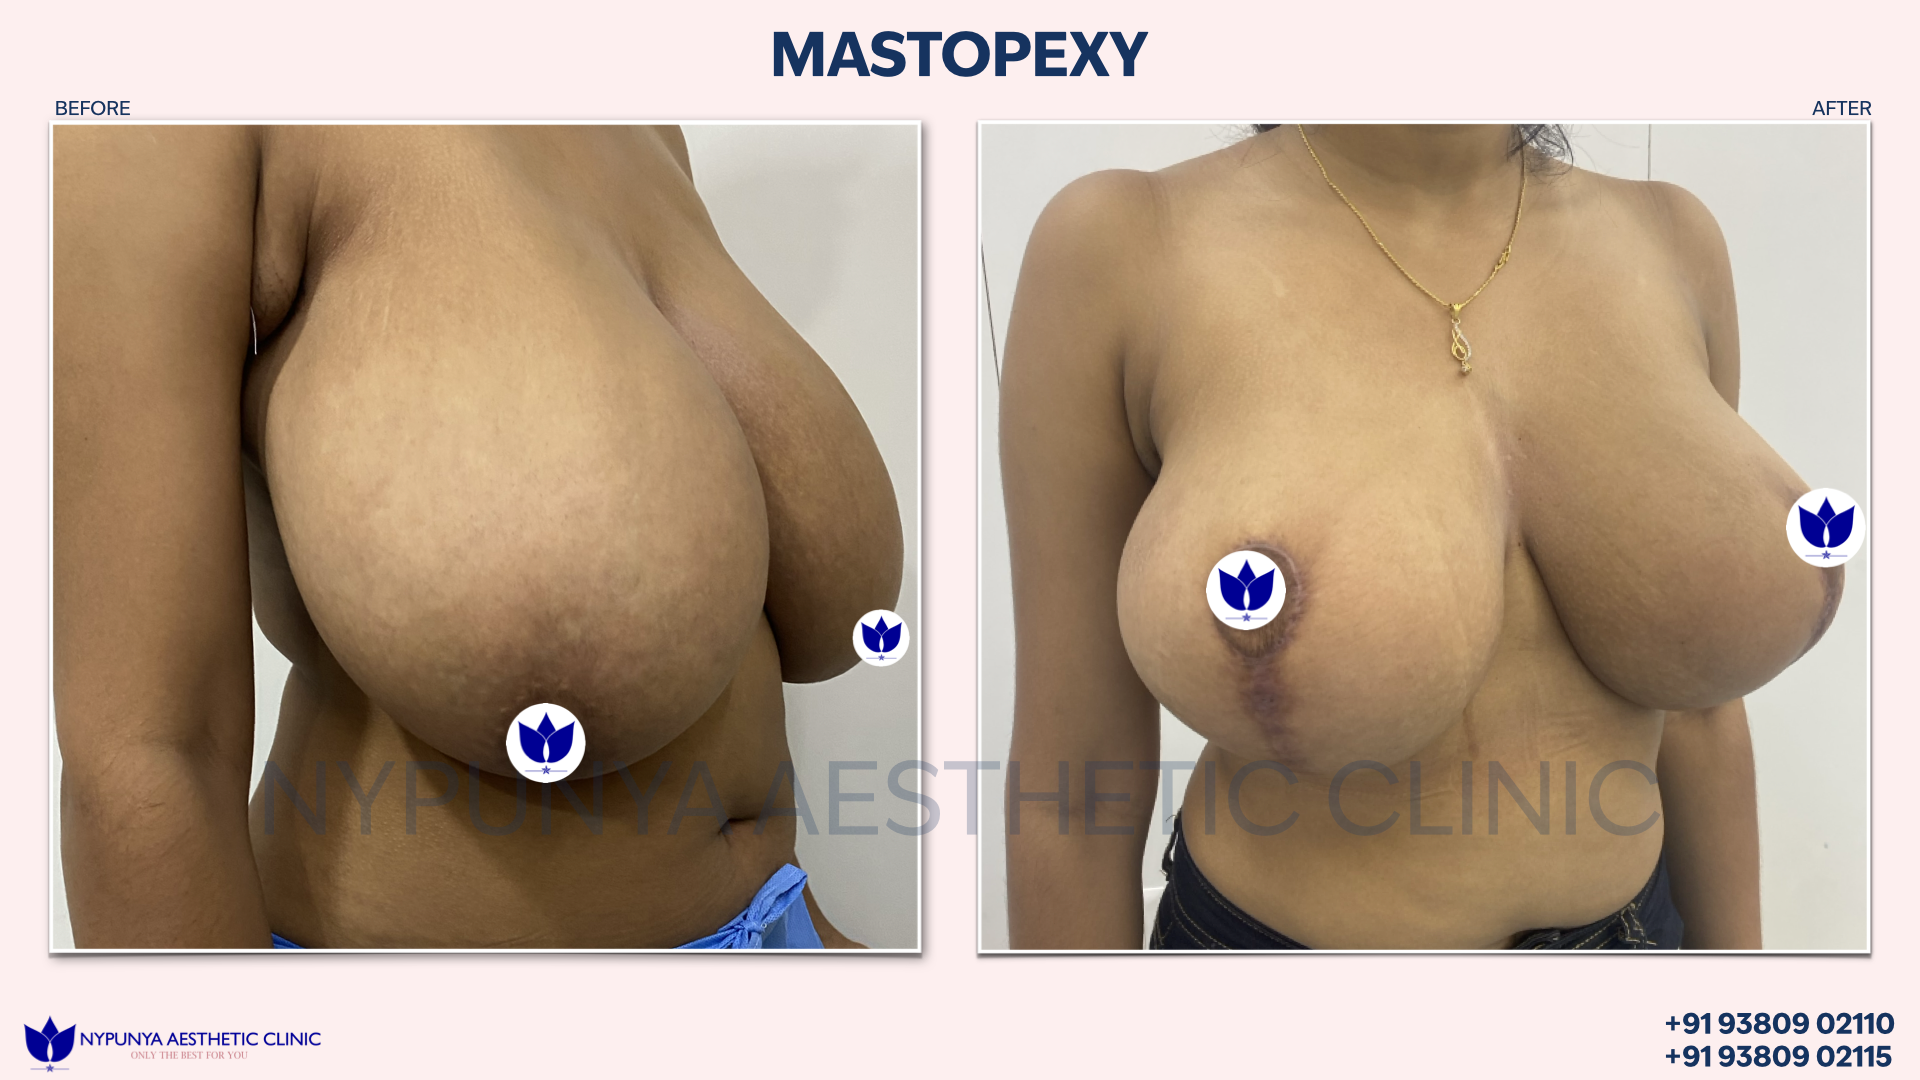 MASTOPEXY
BEFORE
AFTER
NYPUNYA AESTHETIC CLINIC
NYPUNYA AESTHETIC CLINIC
ONLY THE BEST FOR YOU
+91 93809 02110
+91 93809 02115